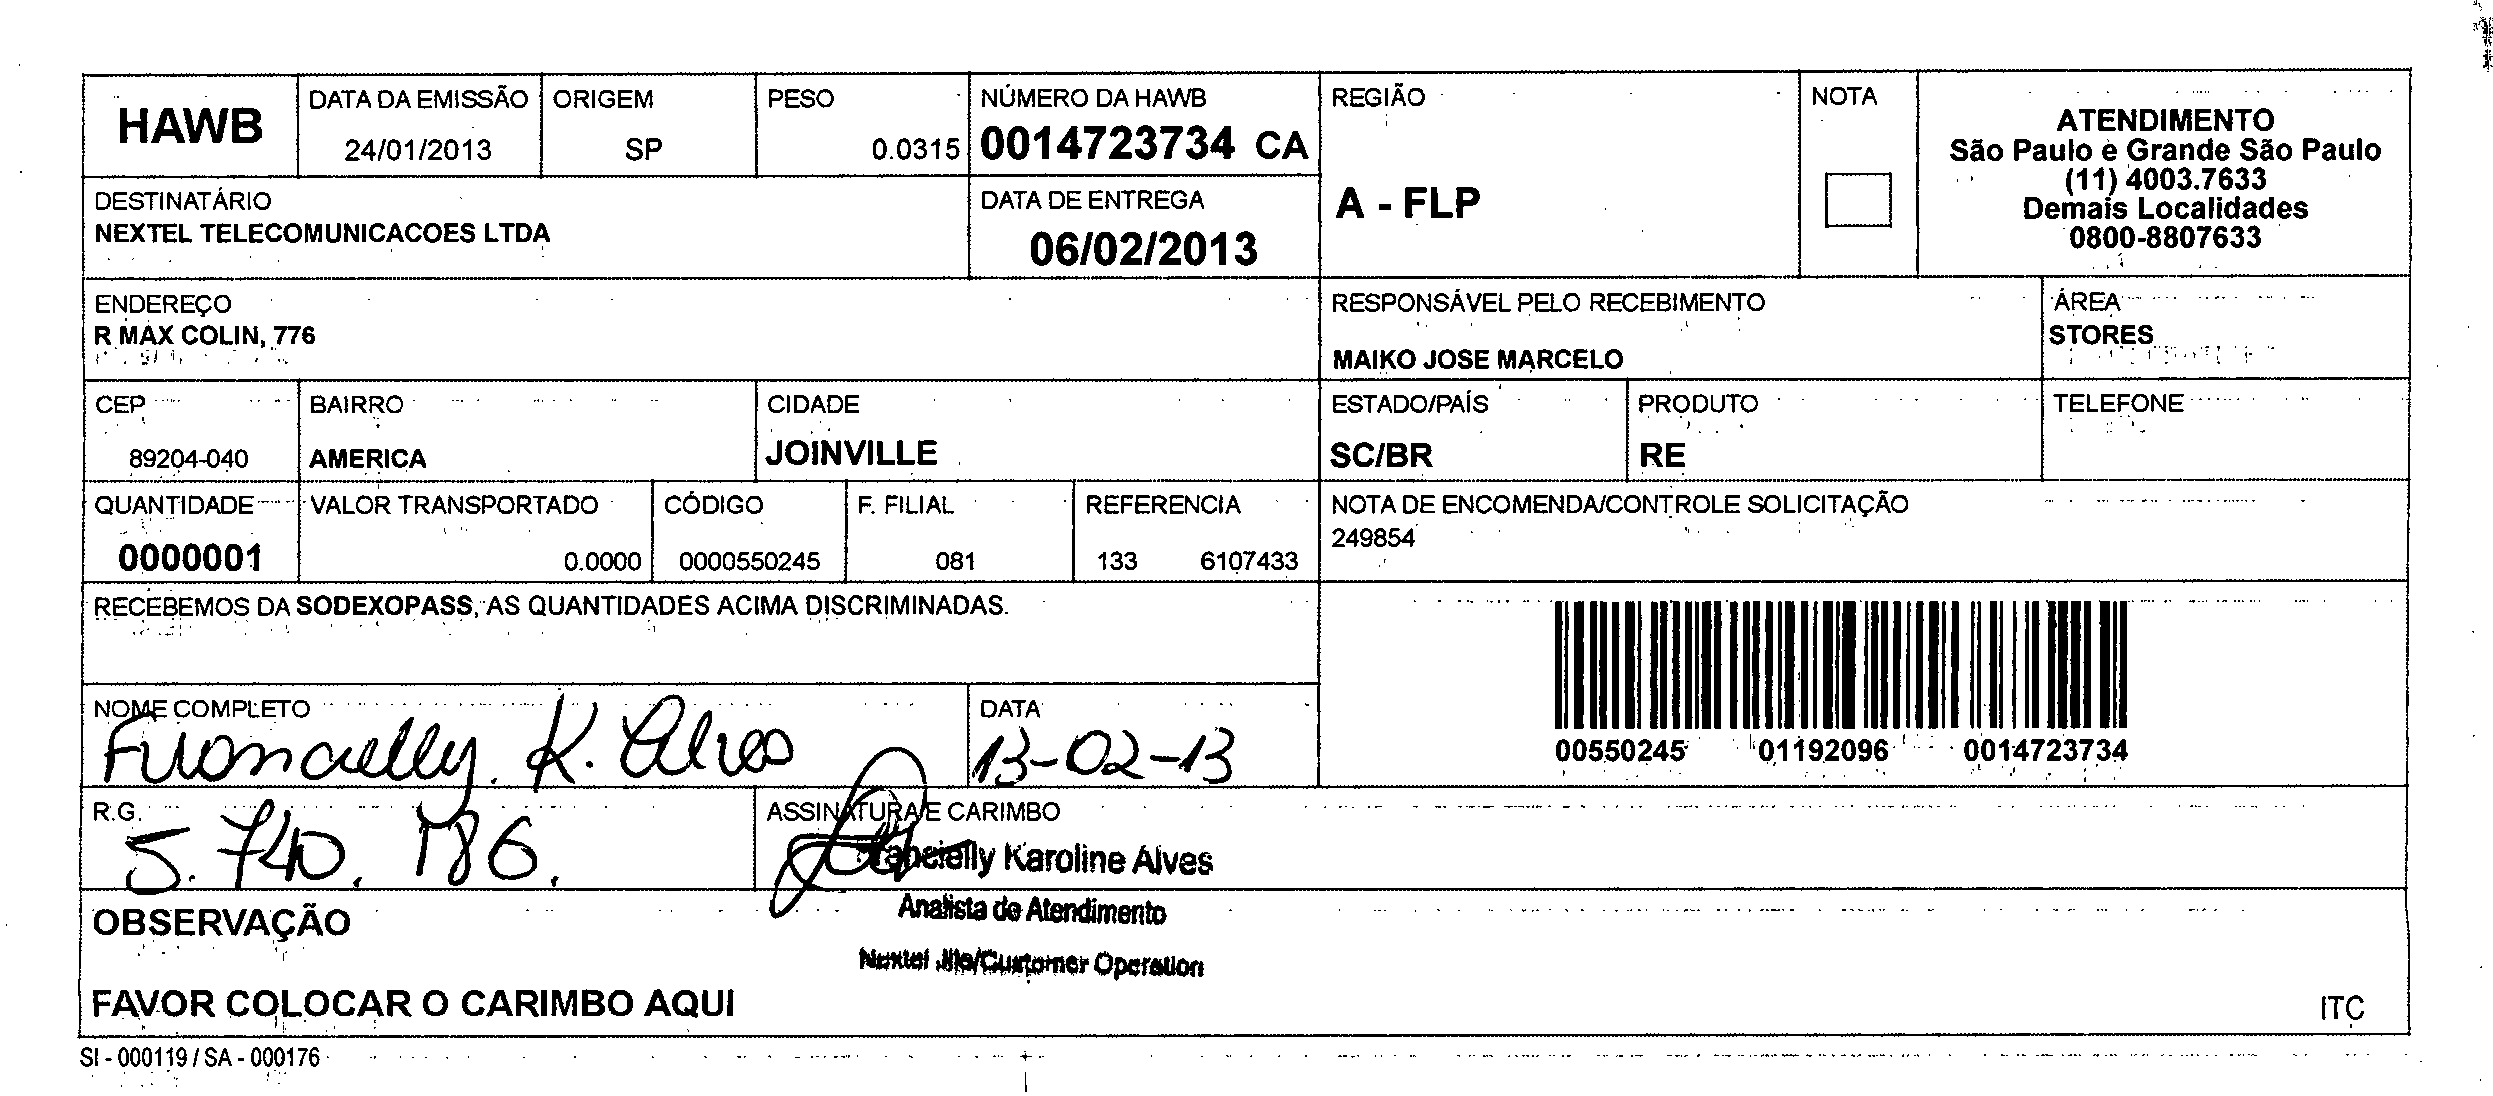 HAWB
DATA DA EMISSÃO
24/01/2013
ORIGEM
SP
PESO
0.0315
NÚMERO DA HAWB
0014723734 CA
REGIÃO
A - FLP
NOTA
ATENDIMENTO
São Paulo e Grande São Paulo
(11) 4003.7633
Demais Localidades
0800-8807633
DESTINATÁRIO
NEXTEL TELECOMUNICACOES LTDA
DATA DE ENTREGA
06/02/2013
ENDEREÇO
R MAX COLIN, 776
RESPONSÁVEL PELO RECEBIMENTO
MAIKO JOSE MARCELO
ÁREA
STORES
CEP
89204-040
BAIRRO
AMERICA
CIDADE
JOINVILLE
ESTADO/PAÍS
SC/BR
PRODUTO
RE
TELEFONE
QUANTIDADE
0000001
VALOR TRANSPORTADO
0.0000
CÓDIGO
0000550245
F. FILIAL
081
REFERENCIA
133 6107433
NOTA DE ENCOMENDA/CONTROLE SOLICITAÇÃO
249854
RECEBEMOS DA SODEXOPASS, AS QUANTIDADES ACIMA DISCRIMINADAS.
00550245 01192096 0014723734
NOME COMPLETO
Francielly K. Alves
DATA
13-02-13
R.G.
5.740.786.
ASSINATURA E CARIMBO
Francielly Karoline Alves
Analista de Atendimento
Nextel Jlle/Customer Operation
OBSERVAÇÃO
FAVOR COLOCAR O CARIMBO AQUI
ITC
SI - 000119 / SA - 000176